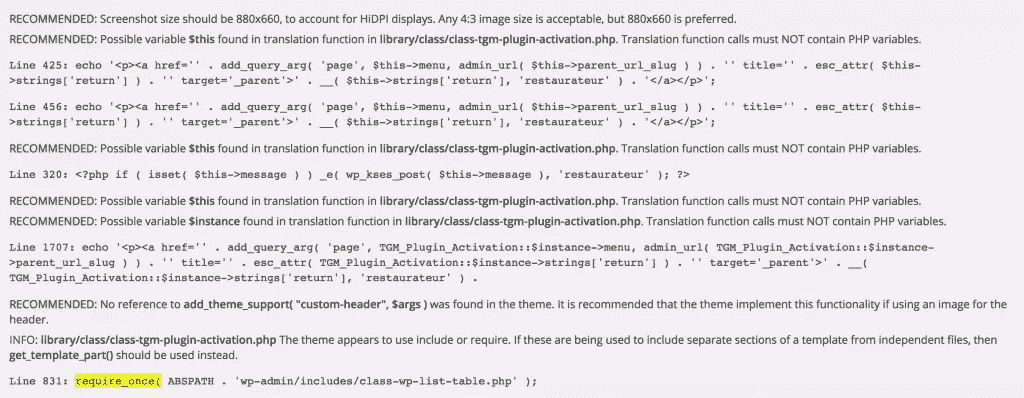 RECOMMENDED: Screenshot size should be 880x660, to account for HiDPI displays. Any 4:3 image size is acceptable, but 880x660 is preferred.
RECOMMENDED: Possible variable $this found in translation function in library/class/class-tgm-plugin-activation.php. Translation function calls must NOT contain PHP variables.
Line 425: echo '<p><a href='' . add_query_arg( 'page', $this->menu, admin_url( $this->parent_url_slug ) ) . '' title='' . esc_attr( $this-
>strings['return'] ) . '' target='_parent'>' . __( $this->strings['return'], 'restaurateur' ) . '</a></p>';
Line 456: echo '<p><a href='' . add_query_arg( 'page', $this->menu, admin_url( $this->parent_url_slug ) ) . '' title='' . esc_attr( $this-
>strings['return'] ) . '' target='_parent'>' . __( $this->strings['return'], 'restaurateur' ) . '</a></p>';
RECOMMENDED: Possible variable $this found in translation function in library/class/class-tgm-plugin-activation.php. Translation function calls must NOT contain PHP variables.
Line 320: <?php if ( isset( $this->message ) ) _e( wp_kses_post( $this->message ), 'restaurateur' ); ?>
RECOMMENDED: Possible variable $this found in translation function in library/class/class-tgm-plugin-activation.php. Translation function calls must NOT contain PHP variables.
RECOMMENDED: Possible variable $instance found in translation function in library/class/class-tgm-plugin-activation.php. Translation function calls must NOT contain PHP variables.
Line 1707: echo '<p><a href='' . add_query_arg( 'page', TGM_Plugin_Activation::$instance->menu, admin_url( TGM_Plugin_Activation::$instance-
>parent_url_slug ) ) . '' title='' . esc_attr( TGM_Plugin_Activation::$instance->strings['return'] ) . '' target='_parent'>' . __(
TGM_Plugin_Activation::$instance->strings['return'], 'restaurateur' ) .
RECOMMENDED: No reference to add_theme_support( "custom-header", $args ) was found in the theme. It is recommended that the theme implement this functionality if using an image for the
header.
INFO: library/class/class-tgm-plugin-activation.php The theme appears to use include or require. If these are being used to include separate sections of a template from independent files, then
get_template_part() should be used instead.
Line 831: require_once( ABSPATH . 'wp-admin/includes/class-wp-list-table.php' );